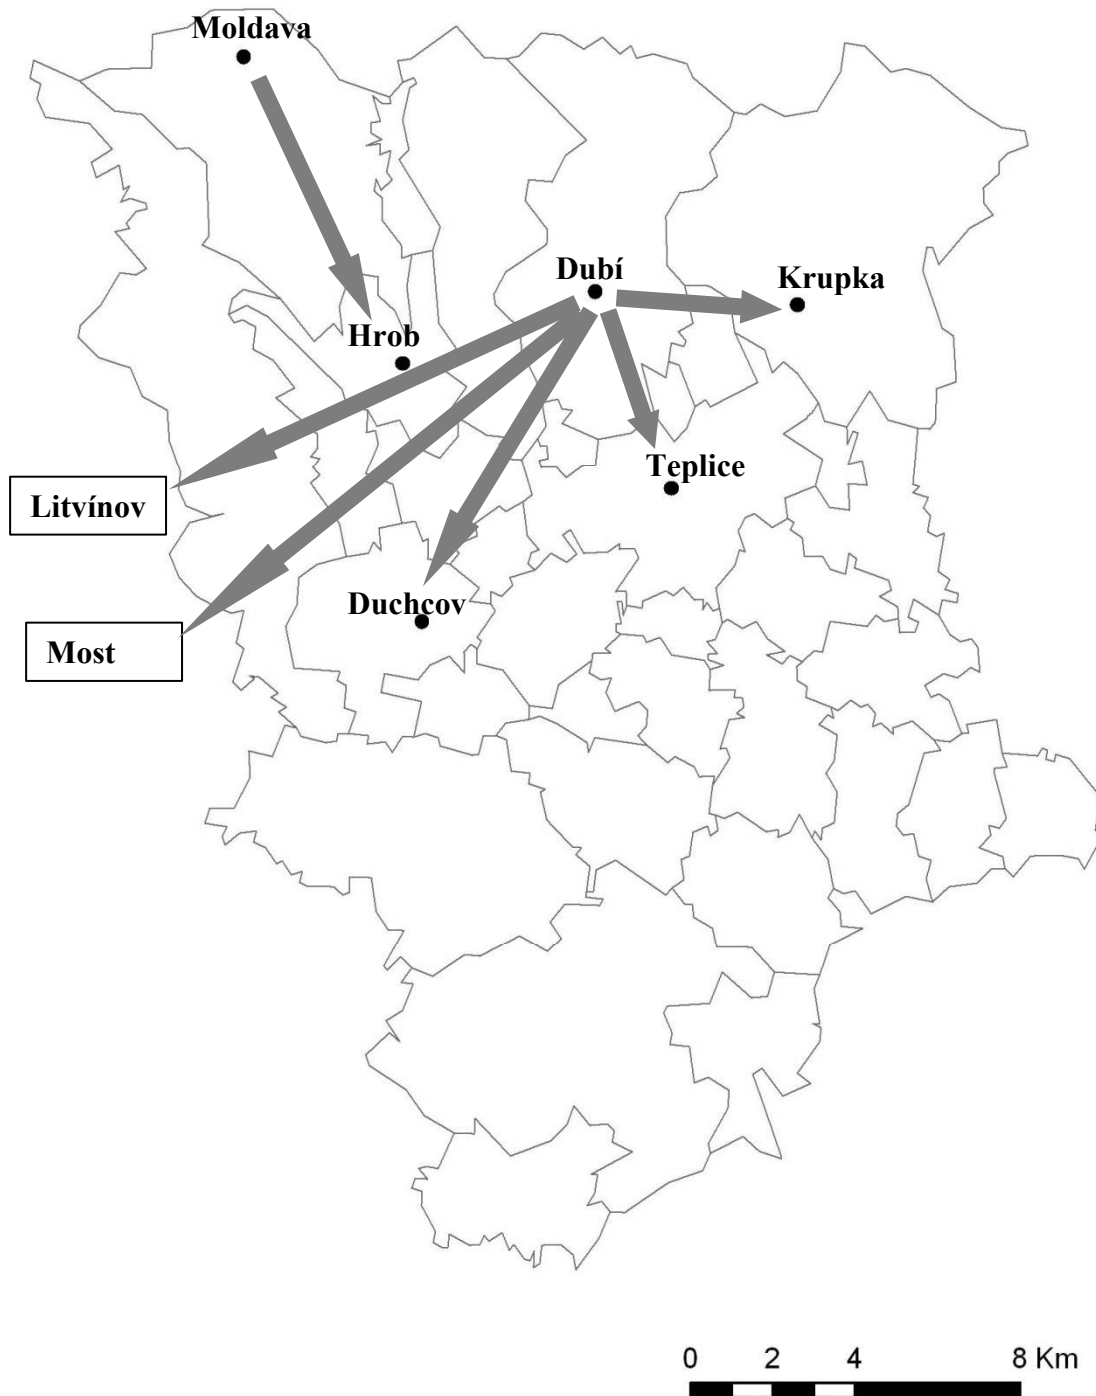 Moldava
Dubí
Krupka
Hrob
Teplice
Litvínov
Duchcov
Most
0 2 4 8 Km